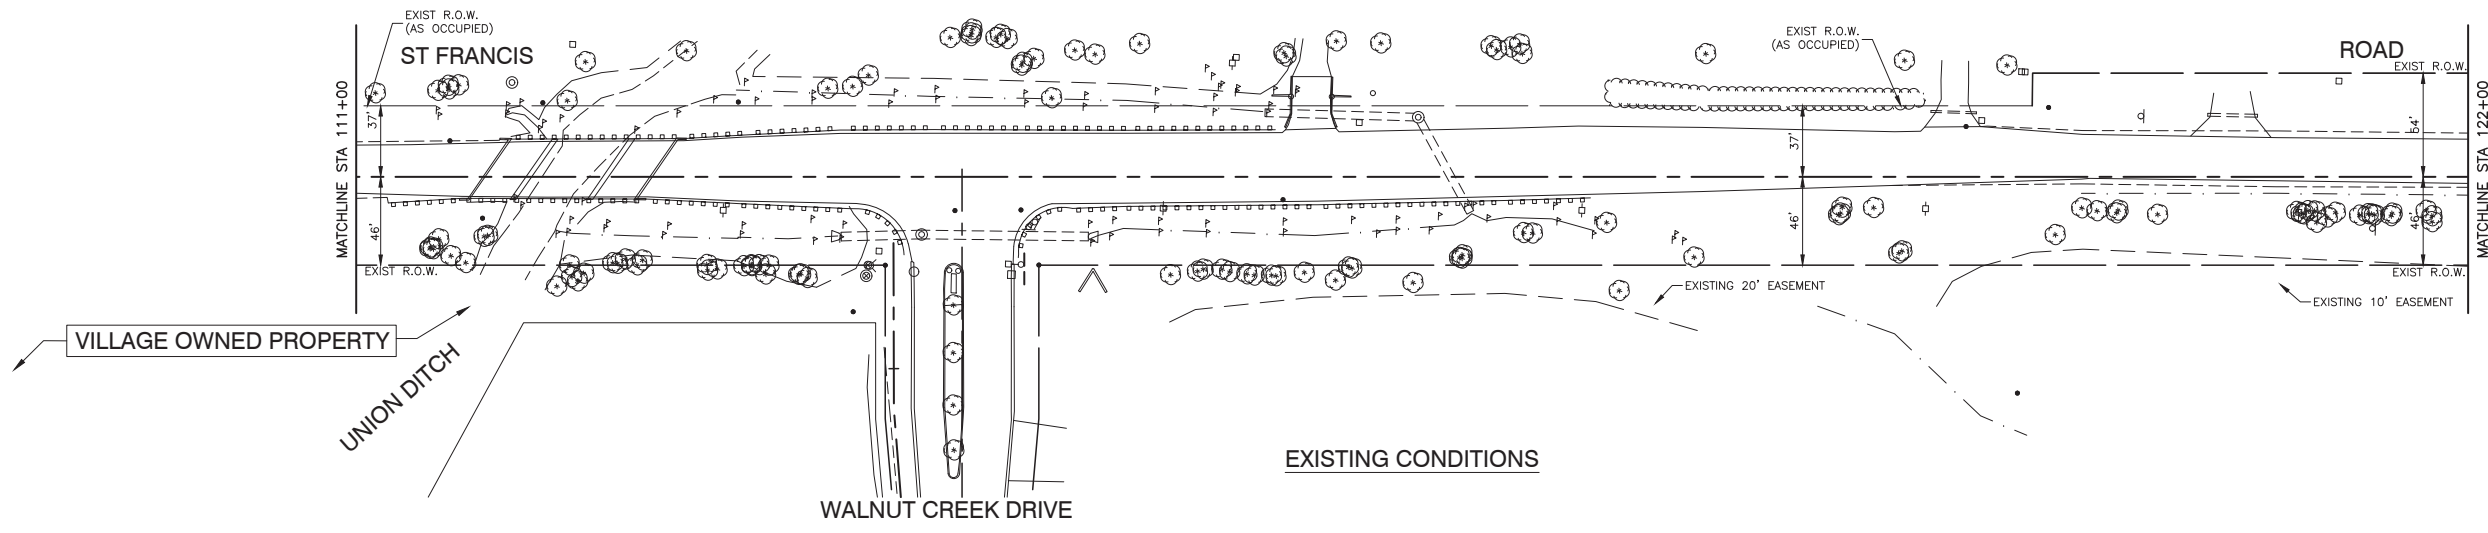 EXIST R.O.W.
(AS OCCUPIED)
ST FRANCIS
EXIST R.O.W.
(AS OCCUPIED)
ROAD
EXIST R.O.W.
MATCHLINE STA 111+00
37'
46'
37'
46'
54'
46'
MATCHLINE STA 122+00
EXIST R.O.W.
EXIST R.O.W.
EXISTING 20' EASEMENT
EXISTING 10' EASEMENT
VILLAGE OWNED PROPERTY
UNION DITCH
EXISTING CONDITIONS
WALNUT CREEK DRIVE